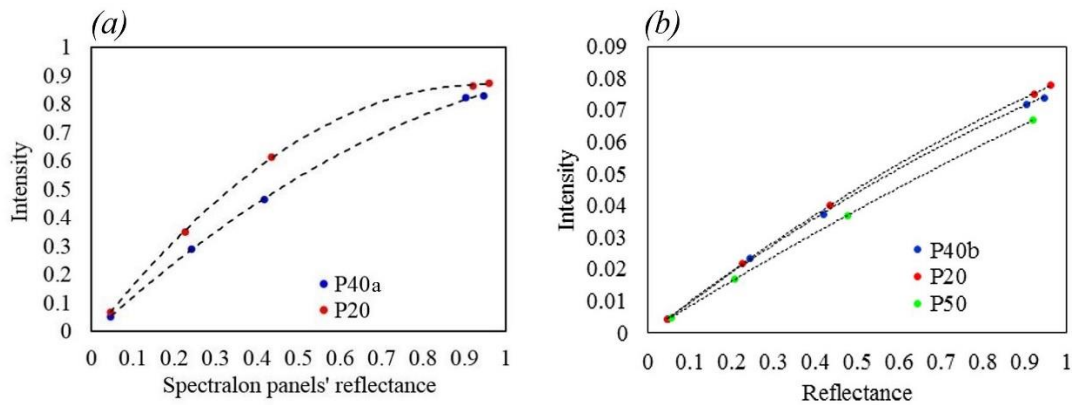 (a)
1
0.9
0.8
0.7
0.6
0.5
0.4
0.3
0.2
0.1
0
Intensity
P40a
P20
0 0.1 0.2 0.3 0.4 0.5 0.6 0.7 0.8 0.9 1
Spectralon panels' reflectance
(b)
0.09
0.08
0.07
0.06
0.05
0.04
0.03
0.02
0.01
0
Intensity
P40b
P20
P50
0 0.1 0.2 0.3 0.4 0.5 0.6 0.7 0.8 0.9 1
Reflectance